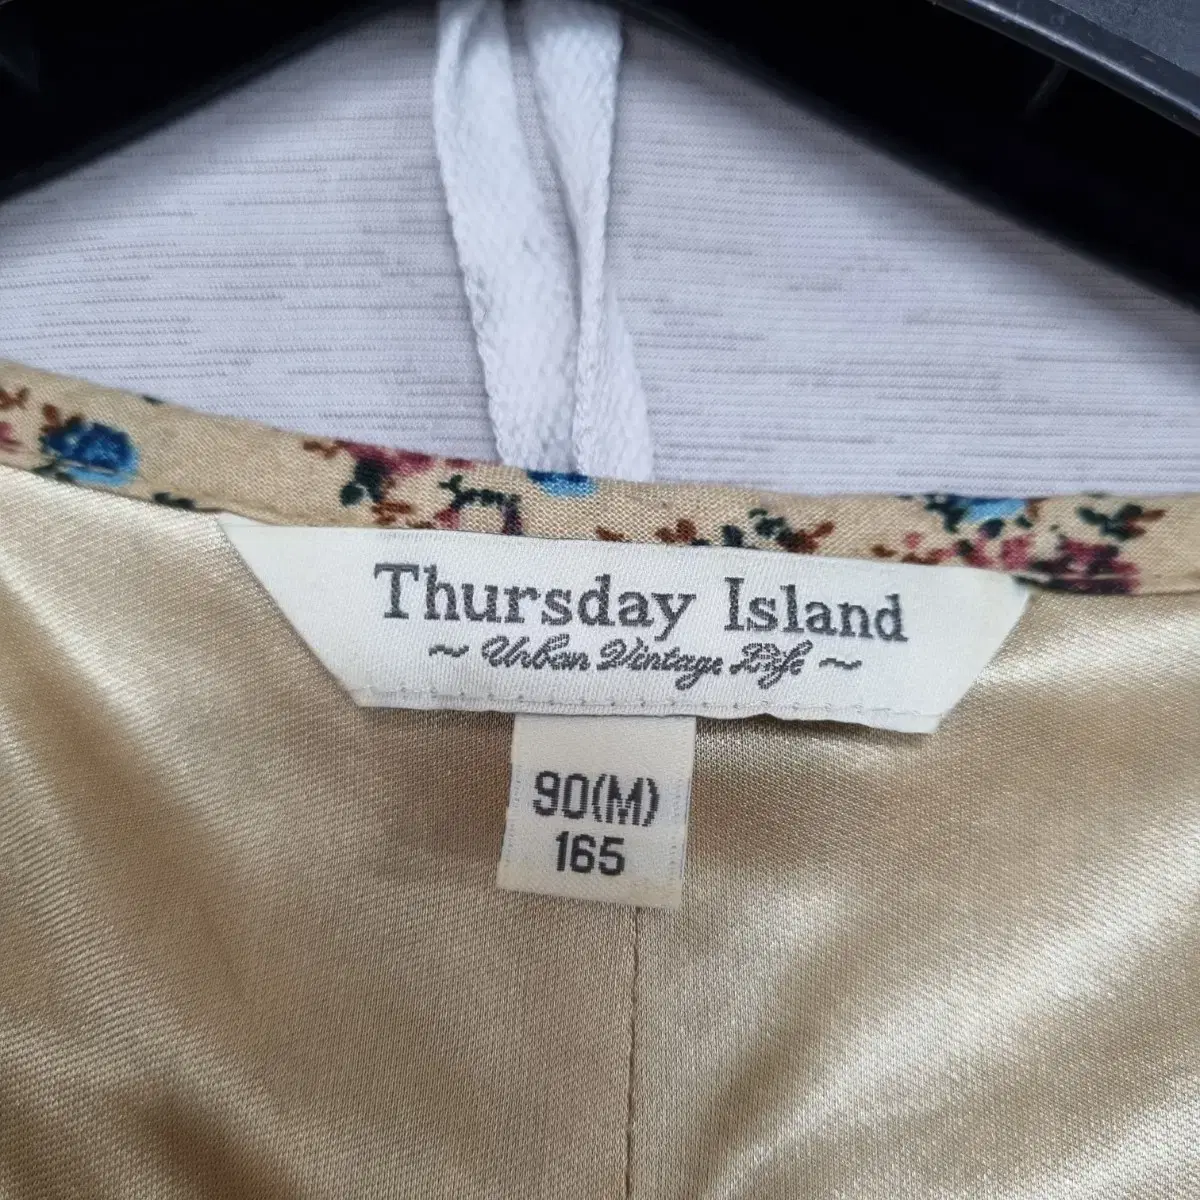 Thursday Island
~ Urban Vintage Life ~
90(M)
165